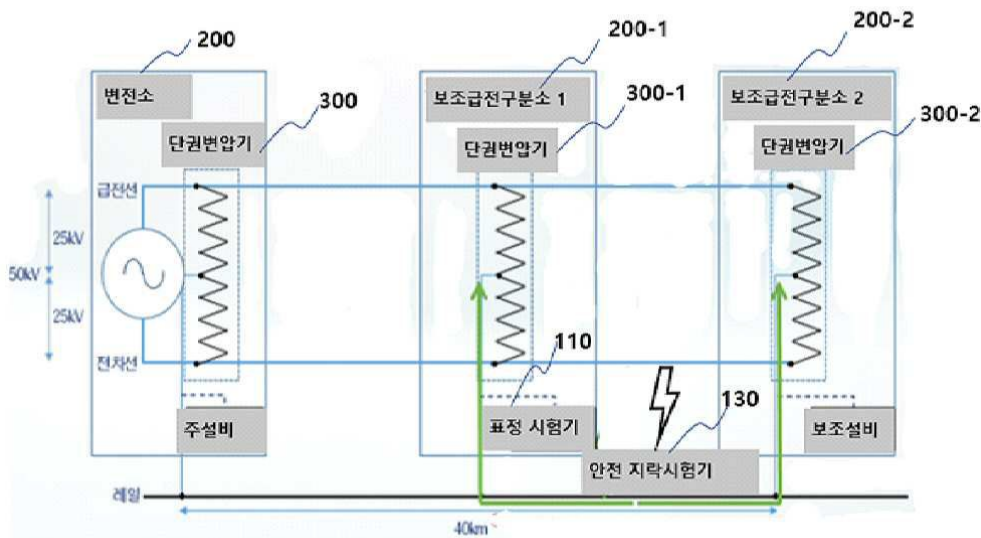 200
200-1
200-2
변전소
보조급전구분소 1
보조급전구분소 2
300
300-1
300-2
단권변압기
단권변압기
단권변압기
급전선
25kV
50kV
25kV
전차선
110
130
주설비
표정 시험기
보조설비
안전 지락시험기
레일
40km